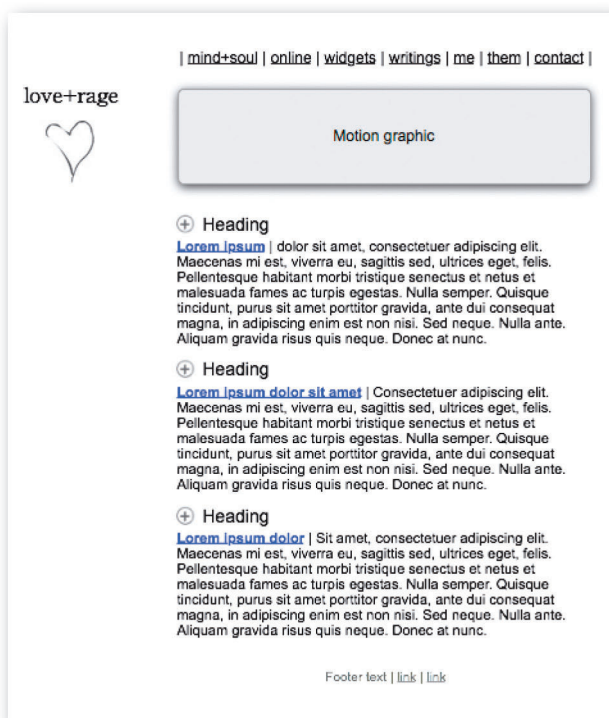 | mind+soul | online | widgets | writings | me | them | contact |
love+rage
Motion graphic
Heading
Lorem ipsum | dolor sit amet, consectetuer adipiscing elit.
Maecenas mi est, viverra eu, sagittis sed, ultrices eget, felis.
Pellentesque habitant morbi tristique senectus et netus et
malesuada fames ac turpis egestas. Nulla semper. Quisque
tincidunt, purus sit amet porttitor gravida, ante dui consequat
magna, in adipiscing enim est non nisi. Sed neque. Nulla ante.
Aliquam gravida risus quis neque. Donec at nunc.
Heading
Lorem ipsum dolor sit amet | Consectetuer adipiscing elit.
Maecenas mi est, viverra eu, sagittis sed, ultrices eget, felis.
Pellentesque habitant morbi tristique senectus et netus et
malesuada fames ac turpis egestas. Nulla semper. Quisque
tincidunt, purus sit amet porttitor gravida, ante dui consequat
magna, in adipiscing enim est non nisi. Sed neque. Nulla ante.
Aliquam gravida risus quis neque. Donec at nunc.
Heading
Lorem ipsum dolor | Sit amet, consectetuer adipiscing elit.
Maecenas mi est, viverra eu, sagittis sed, ultrices eget, felis.
Pellentesque habitant morbi tristique senectus et netus et
malesuada fames ac turpis egestas. Nulla semper. Quisque
tincidunt, purus sit amet porttitor gravida, ante dui consequat
magna, in adipiscing enim est non nisi. Sed neque. Nulla ante.
Aliquam gravida risus quis neque. Donec at nunc.
Footer text | link | link